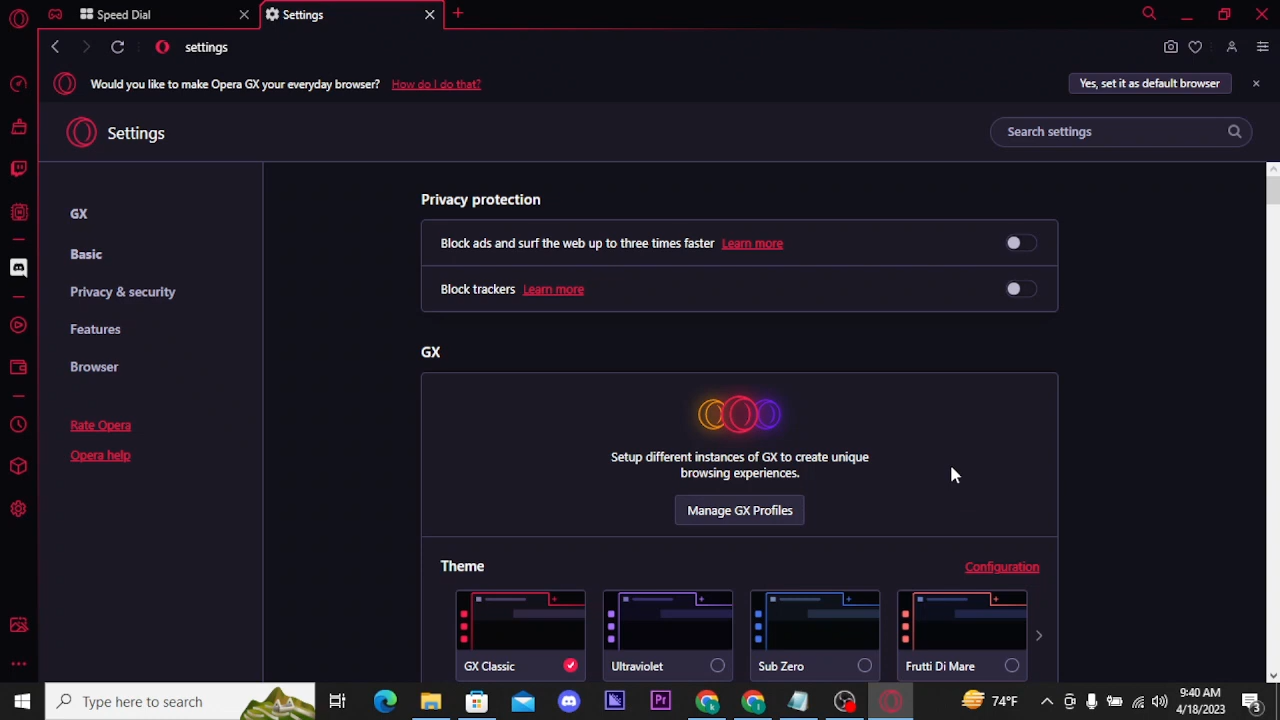 Speed Dial
Settings
settings
Would you like to make Opera GX your everyday browser? How do I do that?
Yes, set it as default browser
Settings
Search settings
GX
Basic
Privacy & security
Features
Browser
Rate Opera
Opera help
Privacy protection
Block ads and surf the web up to three times faster Learn more
Block trackers Learn more
GX
Setup different instances of GX to create unique
browsing experiences.
Manage GX Profiles
Theme
Configuration
GX Classic
Ultraviolet
Sub Zero
Frutti Di Mare
Type here to search
Pr
74°F
3:40 AM
4/18/2023
3